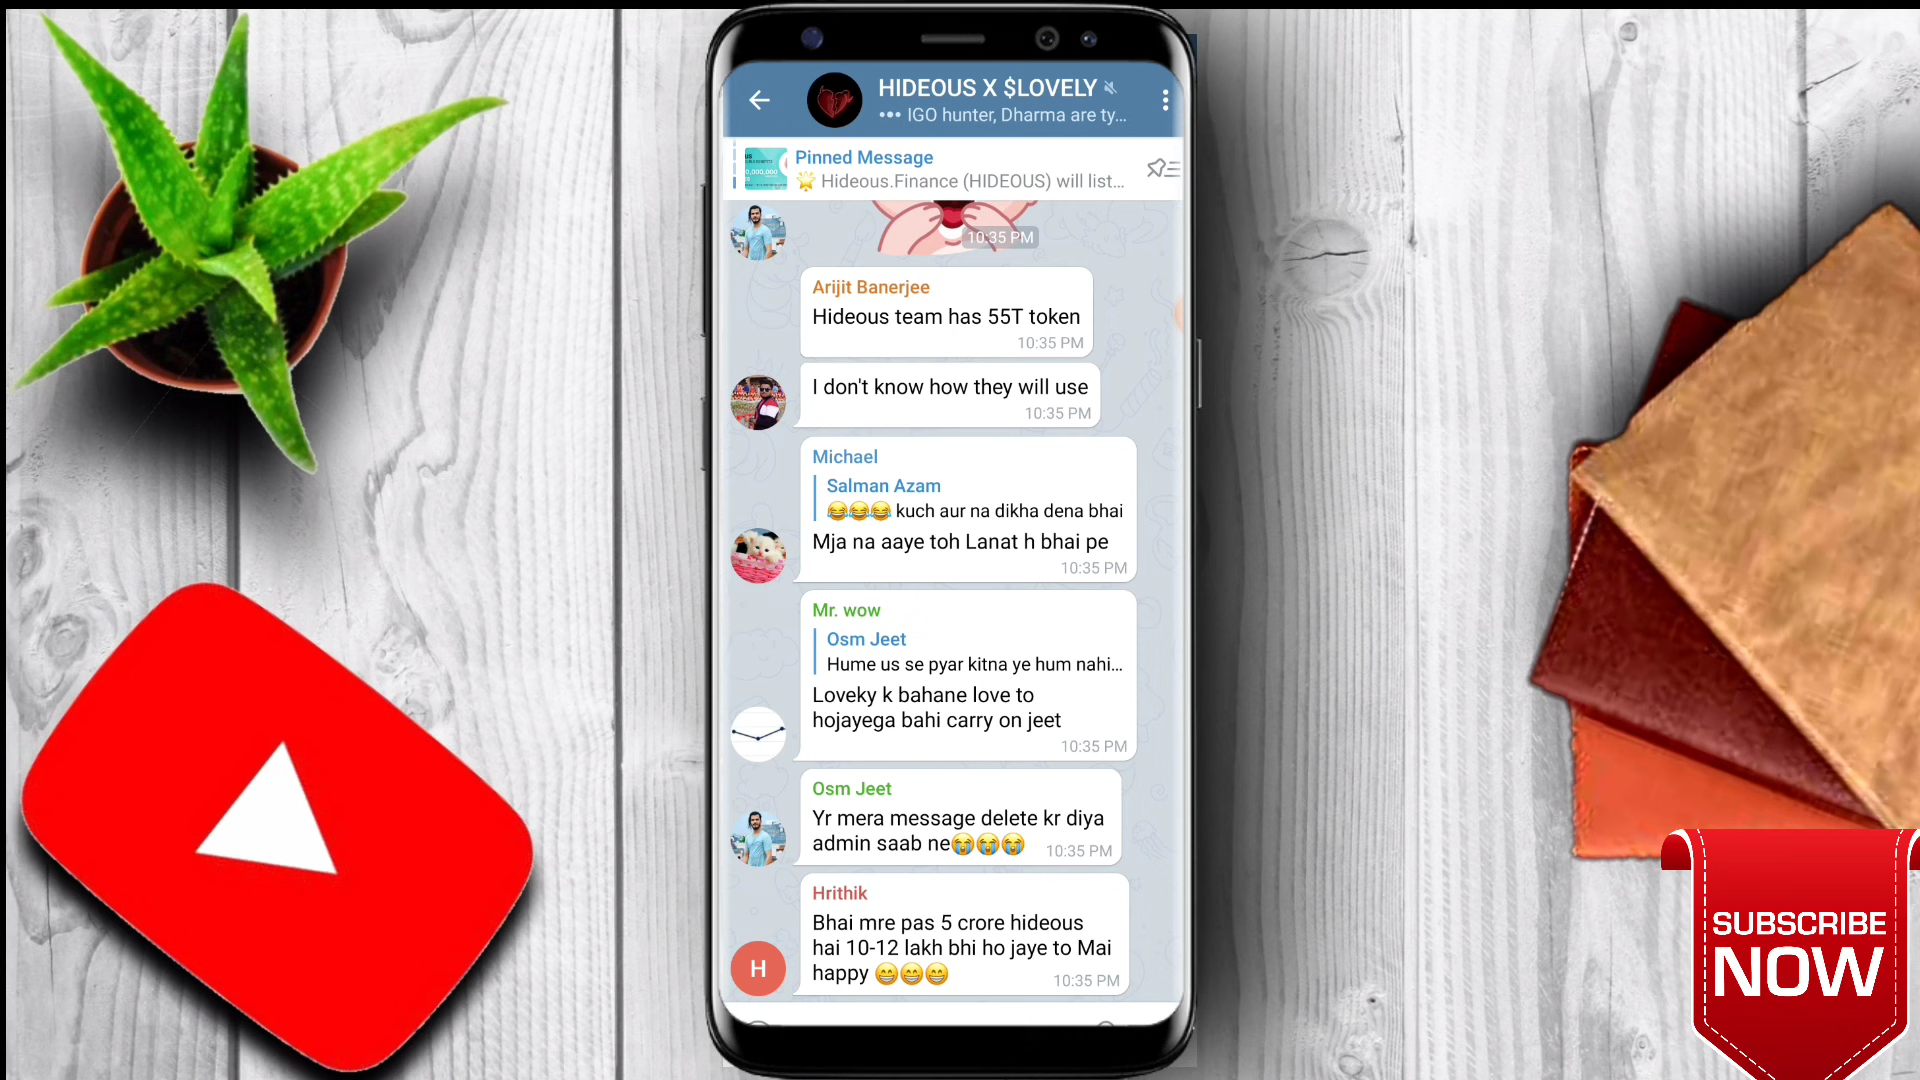 HIDEOUS X $LOVELY
••• IGO hunter, Dharma are ty...
Pinned Message
🌟 Hideous.Finance (HIDEOUS) will list...
10:35 PM
Arijit Banerjee
Hideous team has 55T token
10:35 PM
I don't know how they will use
10:35 PM
Michael
Salman Azam
😂😂😂 kuch aur na dikha dena bhai
Mja na aaye toh Lanat h bhai pe
10:35 PM
Mr. wow
Osm Jeet
Hume us se pyar kitna ye hum nahi...
Loveky k bahane love to
hojayega bahi carry on jeet
10:35 PM
Osm Jeet
Yr mera message delete kr diya
admin saab ne😭😭😭 10:35 PM
Hrithik
Bhai mre pas 5 crore hideous
hai 10-12 lakh bhi ho jaye to Mai
H
happy 😁😁😁 10:35 PM
SUBSCRIBE
NOW